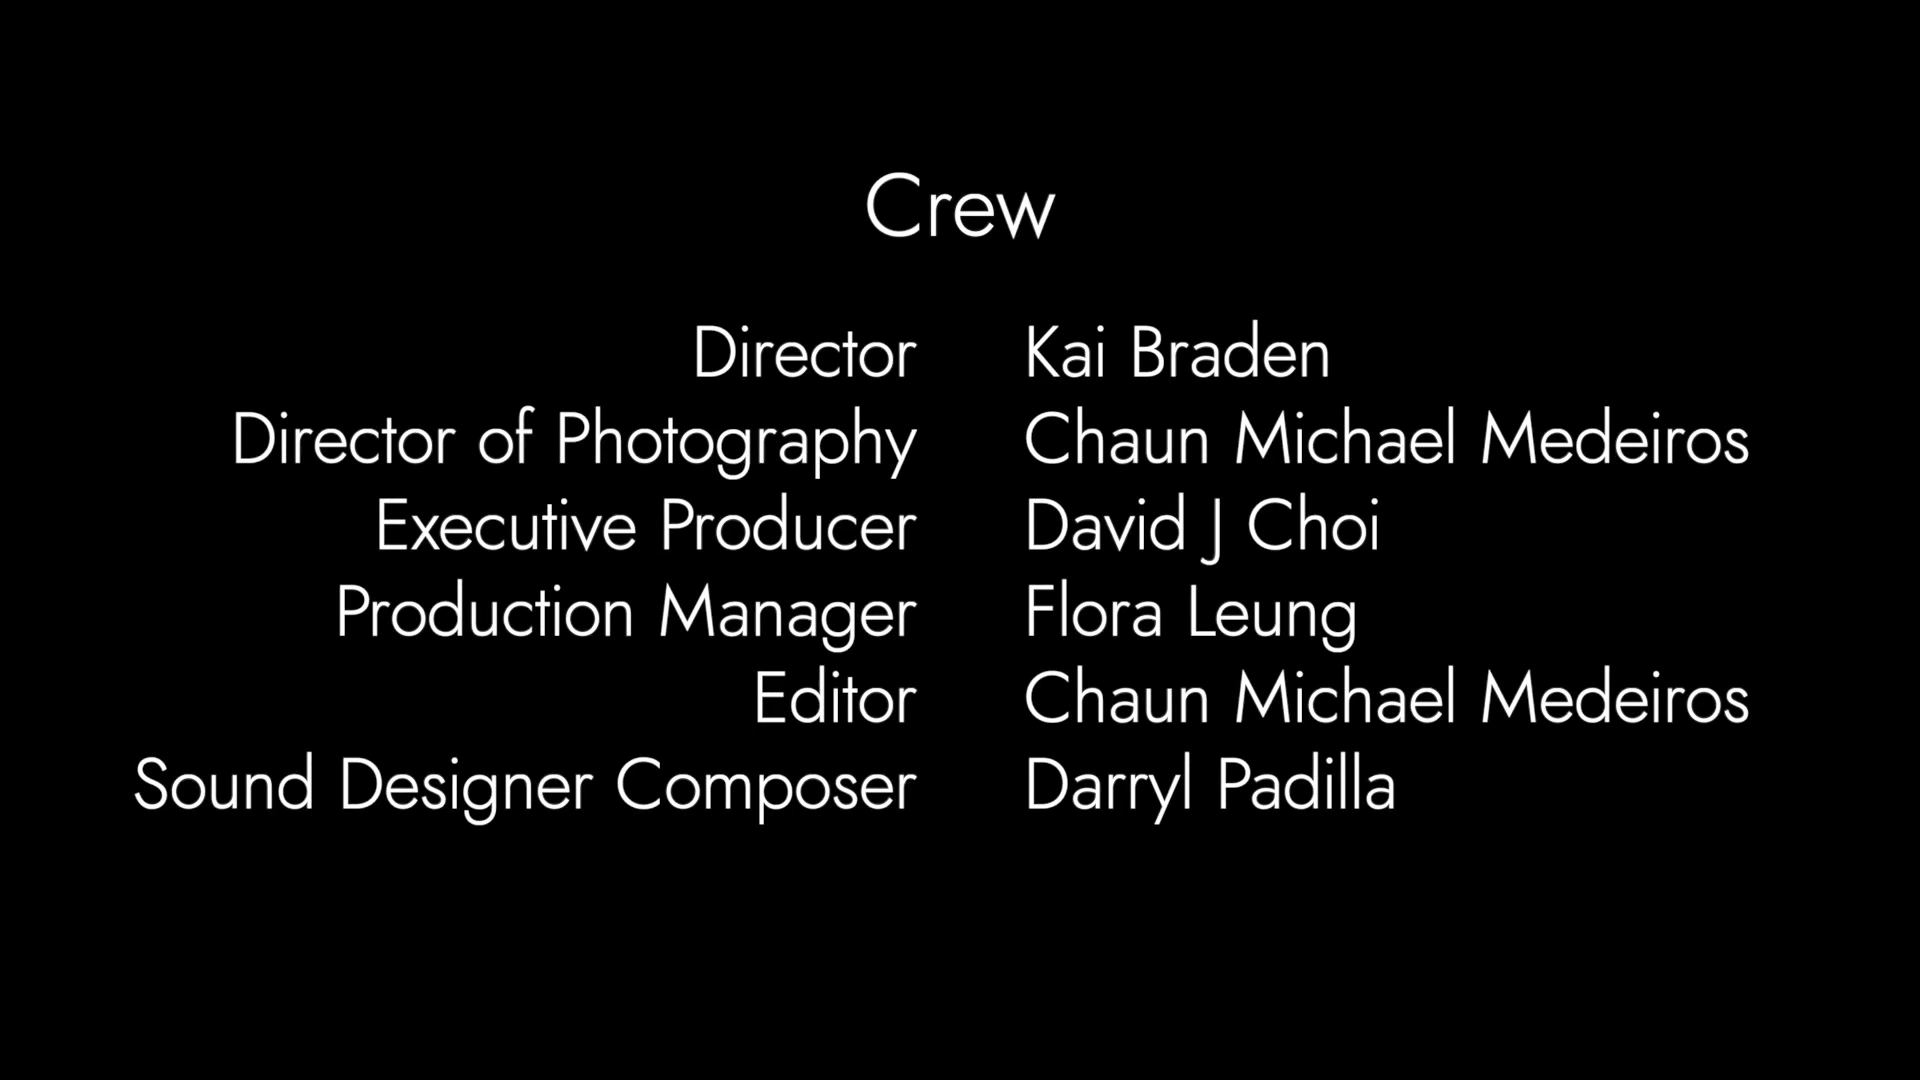 Crew
Director Kai Braden
Director of Photography Chaun Michael Medeiros
Executive Producer David J Choi
Production Manager Flora Leung
Editor Chaun Michael Medeiros
Sound Designer Composer Darryl Padilla